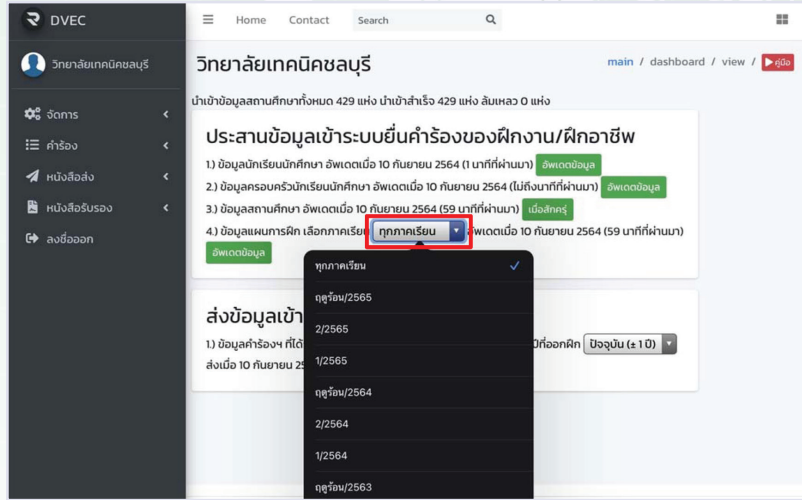 DVEC
Home Contact Search
วิทยาลัยเทคนิคชลบุรี
จัดการ
คำร้อง
หนังสือส่ง
หนังสือรับรอง
ลงชื่อออก
วิทยาลัยเทคนิคชลบุรี
main / dashboard / view / คู่มือ
นำเข้าข้อมูลสถานศึกษาทั้งหมด 429 แห่ง นำเข้าสำเร็จ 429 แห่ง ล้มเหลว 0 แห่ง
ประสานข้อมูลเข้าระบบยื่นคำร้องของฝึกงาน/ฝึกอาชีพ
1.) ข้อมูลนักเรียนนักศึกษา อัพเดตเมื่อ 10 กันยายน 2564 (1 นาทีที่ผ่านมา) อัพเดตข้อมูล
2.) ข้อมูลครอบครัวนักเรียนนักศึกษา อัพเดตเมื่อ 10 กันยายน 2564 (ไม่ถึงนาทีที่ผ่านมา) อัพเดตข้อมูล
3.) ข้อมูลสถานศึกษา อัพเดตเมื่อ 10 กันยายน 2564 (59 นาทีที่ผ่านมา) เมื่อสักครู่
4.) ข้อมูลแผนการฝึก เลือกภาคเรียน ทุกภาคเรียน อัพเดตเมื่อ 10 กันยายน 2564 (59 นาทีที่ผ่านมา)
อัพเดตข้อมูล
ทุกภาคเรียน
ฤดูร้อน/2565
2/2565
1/2565
ฤดูร้อน/2564
2/2564
1/2564
ฤดูร้อน/2563
ส่งข้อมูลเข้า
1.) ข้อมูลคำร้องฯ ที่ได้ ปีที่ออกฝึก ปัจจุบัน (± 1 ปี)
ส่งเมื่อ 10 กันยายน